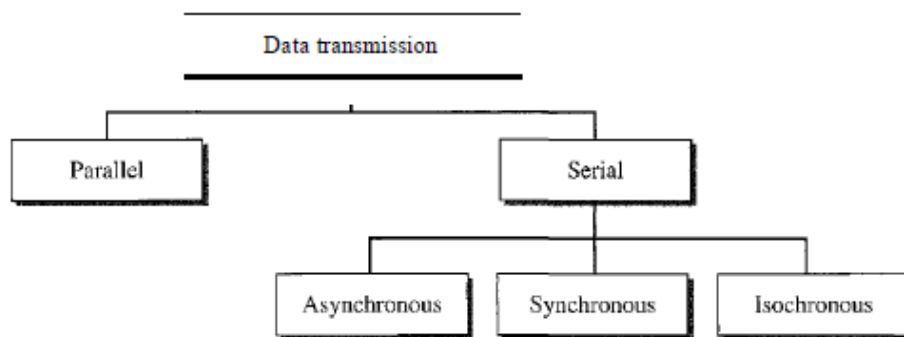 Data transmission
Parallel
Serial
Asynchronous
Synchronous
Isochronous